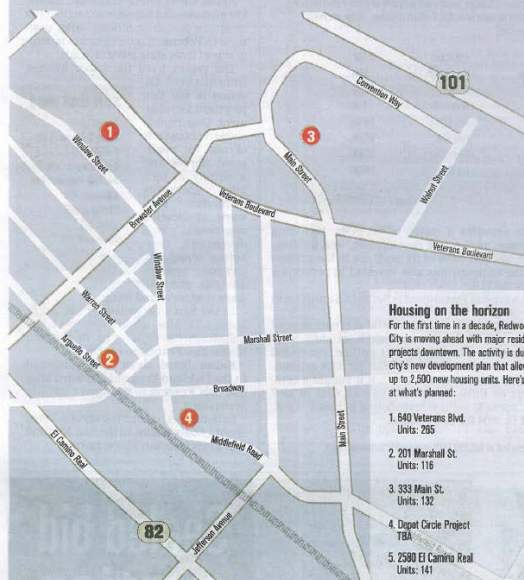 101
Convention Way
1
3
Winslow Street
Main Street
Walnut Street
Brewster Avenue
Veterans Boulevard
Veterans Boulevard
Winslow Street
Warren Street
Arguello Street
Marshall Street
2
Broadway
4
Middlefield Road
Main Street
El Camino Real
82
Jefferson Avenue
Housing on the horizon
For the first time in a decade, Redwo
City is moving ahead with major resid
projects downtown. The activity is du
city's new development plan that allow
up to 2,500 new housing units. Here's
at what's planned:
1. 640 Veterans Blvd.
Units: 265
2. 201 Marshall St.
Units: 116
3. 333 Main St.
Units: 132
4. Depot Circle Project
TBA
5. 2580 El Camino Real
Units: 141